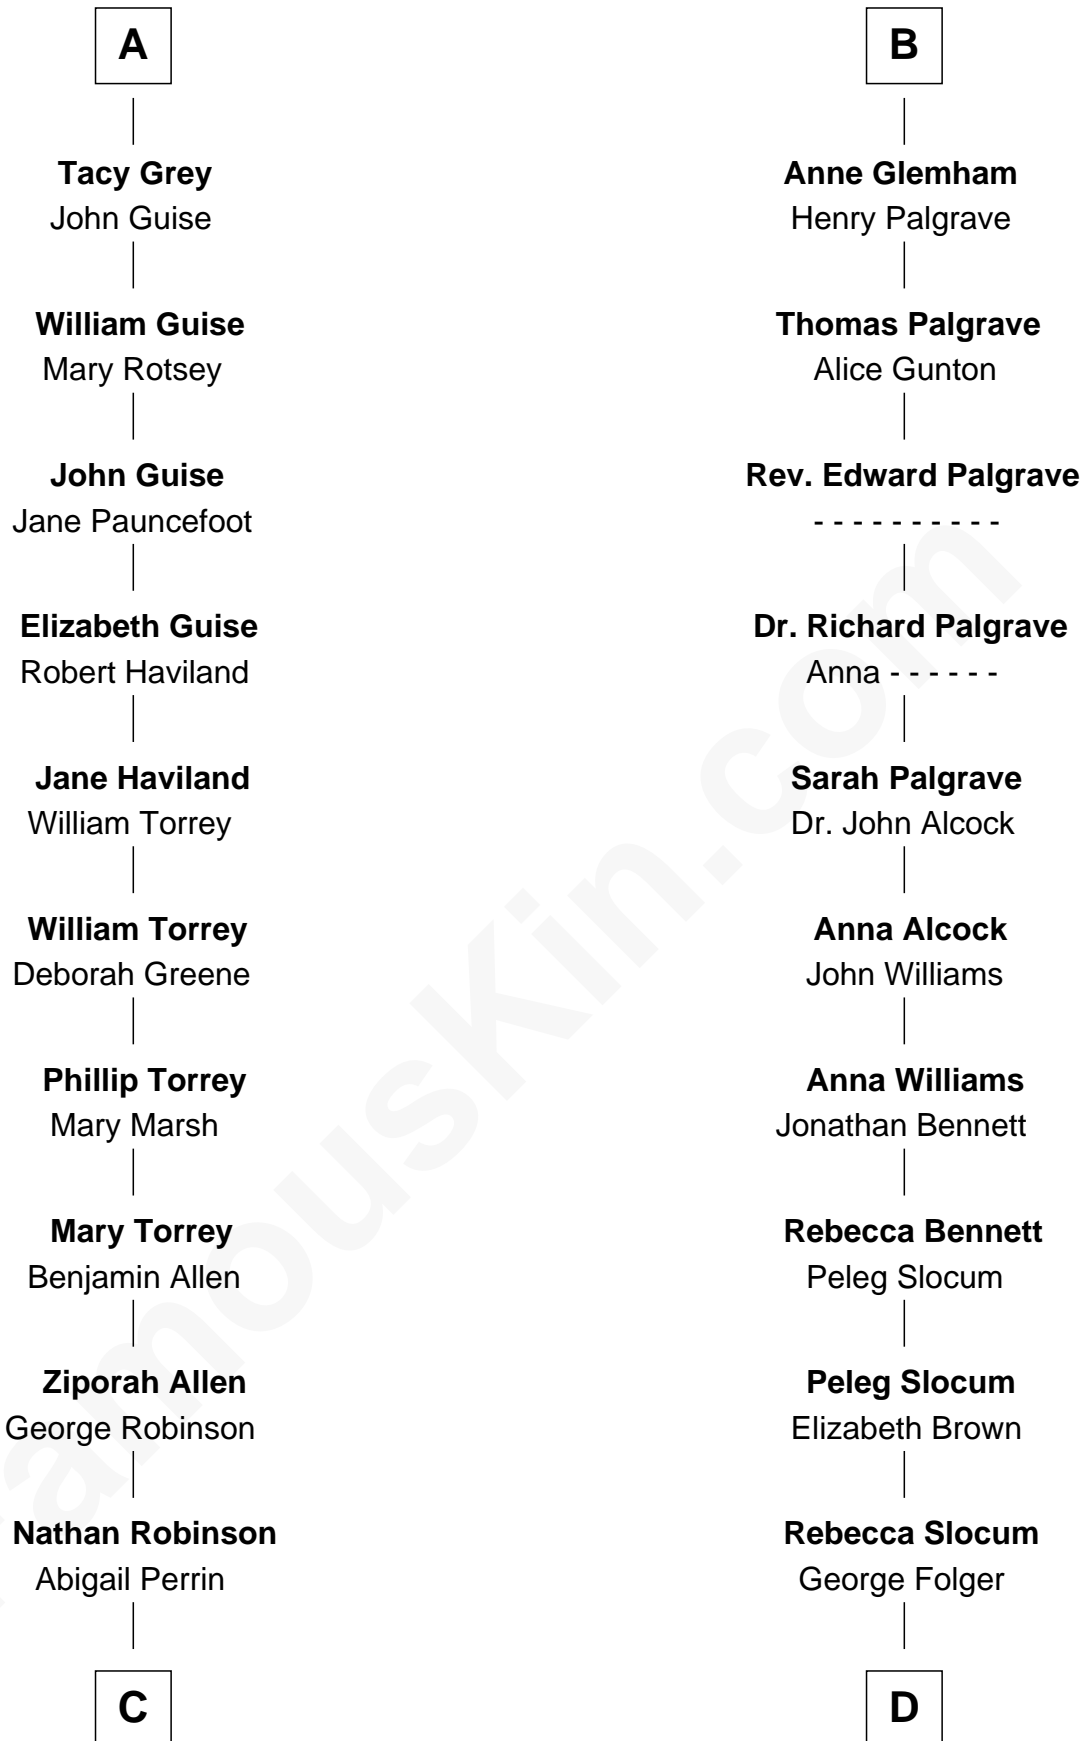 A
Tacy Grey
John Guise
William Guise
Mary Rotsey
John Guise
Jane Pauncefoot
Elizabeth Guise
Robert Haviland
Jane Haviland
William Torrey
William Torrey
Deborah Greene
Phillip Torrey
Mary Marsh
Mary Torrey
Benjamin Allen
Ziporah Allen
George Robinson
Nathan Robinson
Abigail Perrin
C
B
Anne Glemham
Henry Palgrave
Thomas Palgrave
Alice Gunton
Rev. Edward Palgrave
- - - - - - - - - -
Dr. Richard Palgrave
Anna - - - - - -
Sarah Palgrave
Dr. John Alcock
Anna Alcock
John Williams
Anna Williams
Jonathan Bennett
Rebecca Bennett
Peleg Slocum
Peleg Slocum
Elizabeth Brown
Rebecca Slocum
George Folger
D
FamousKin.com